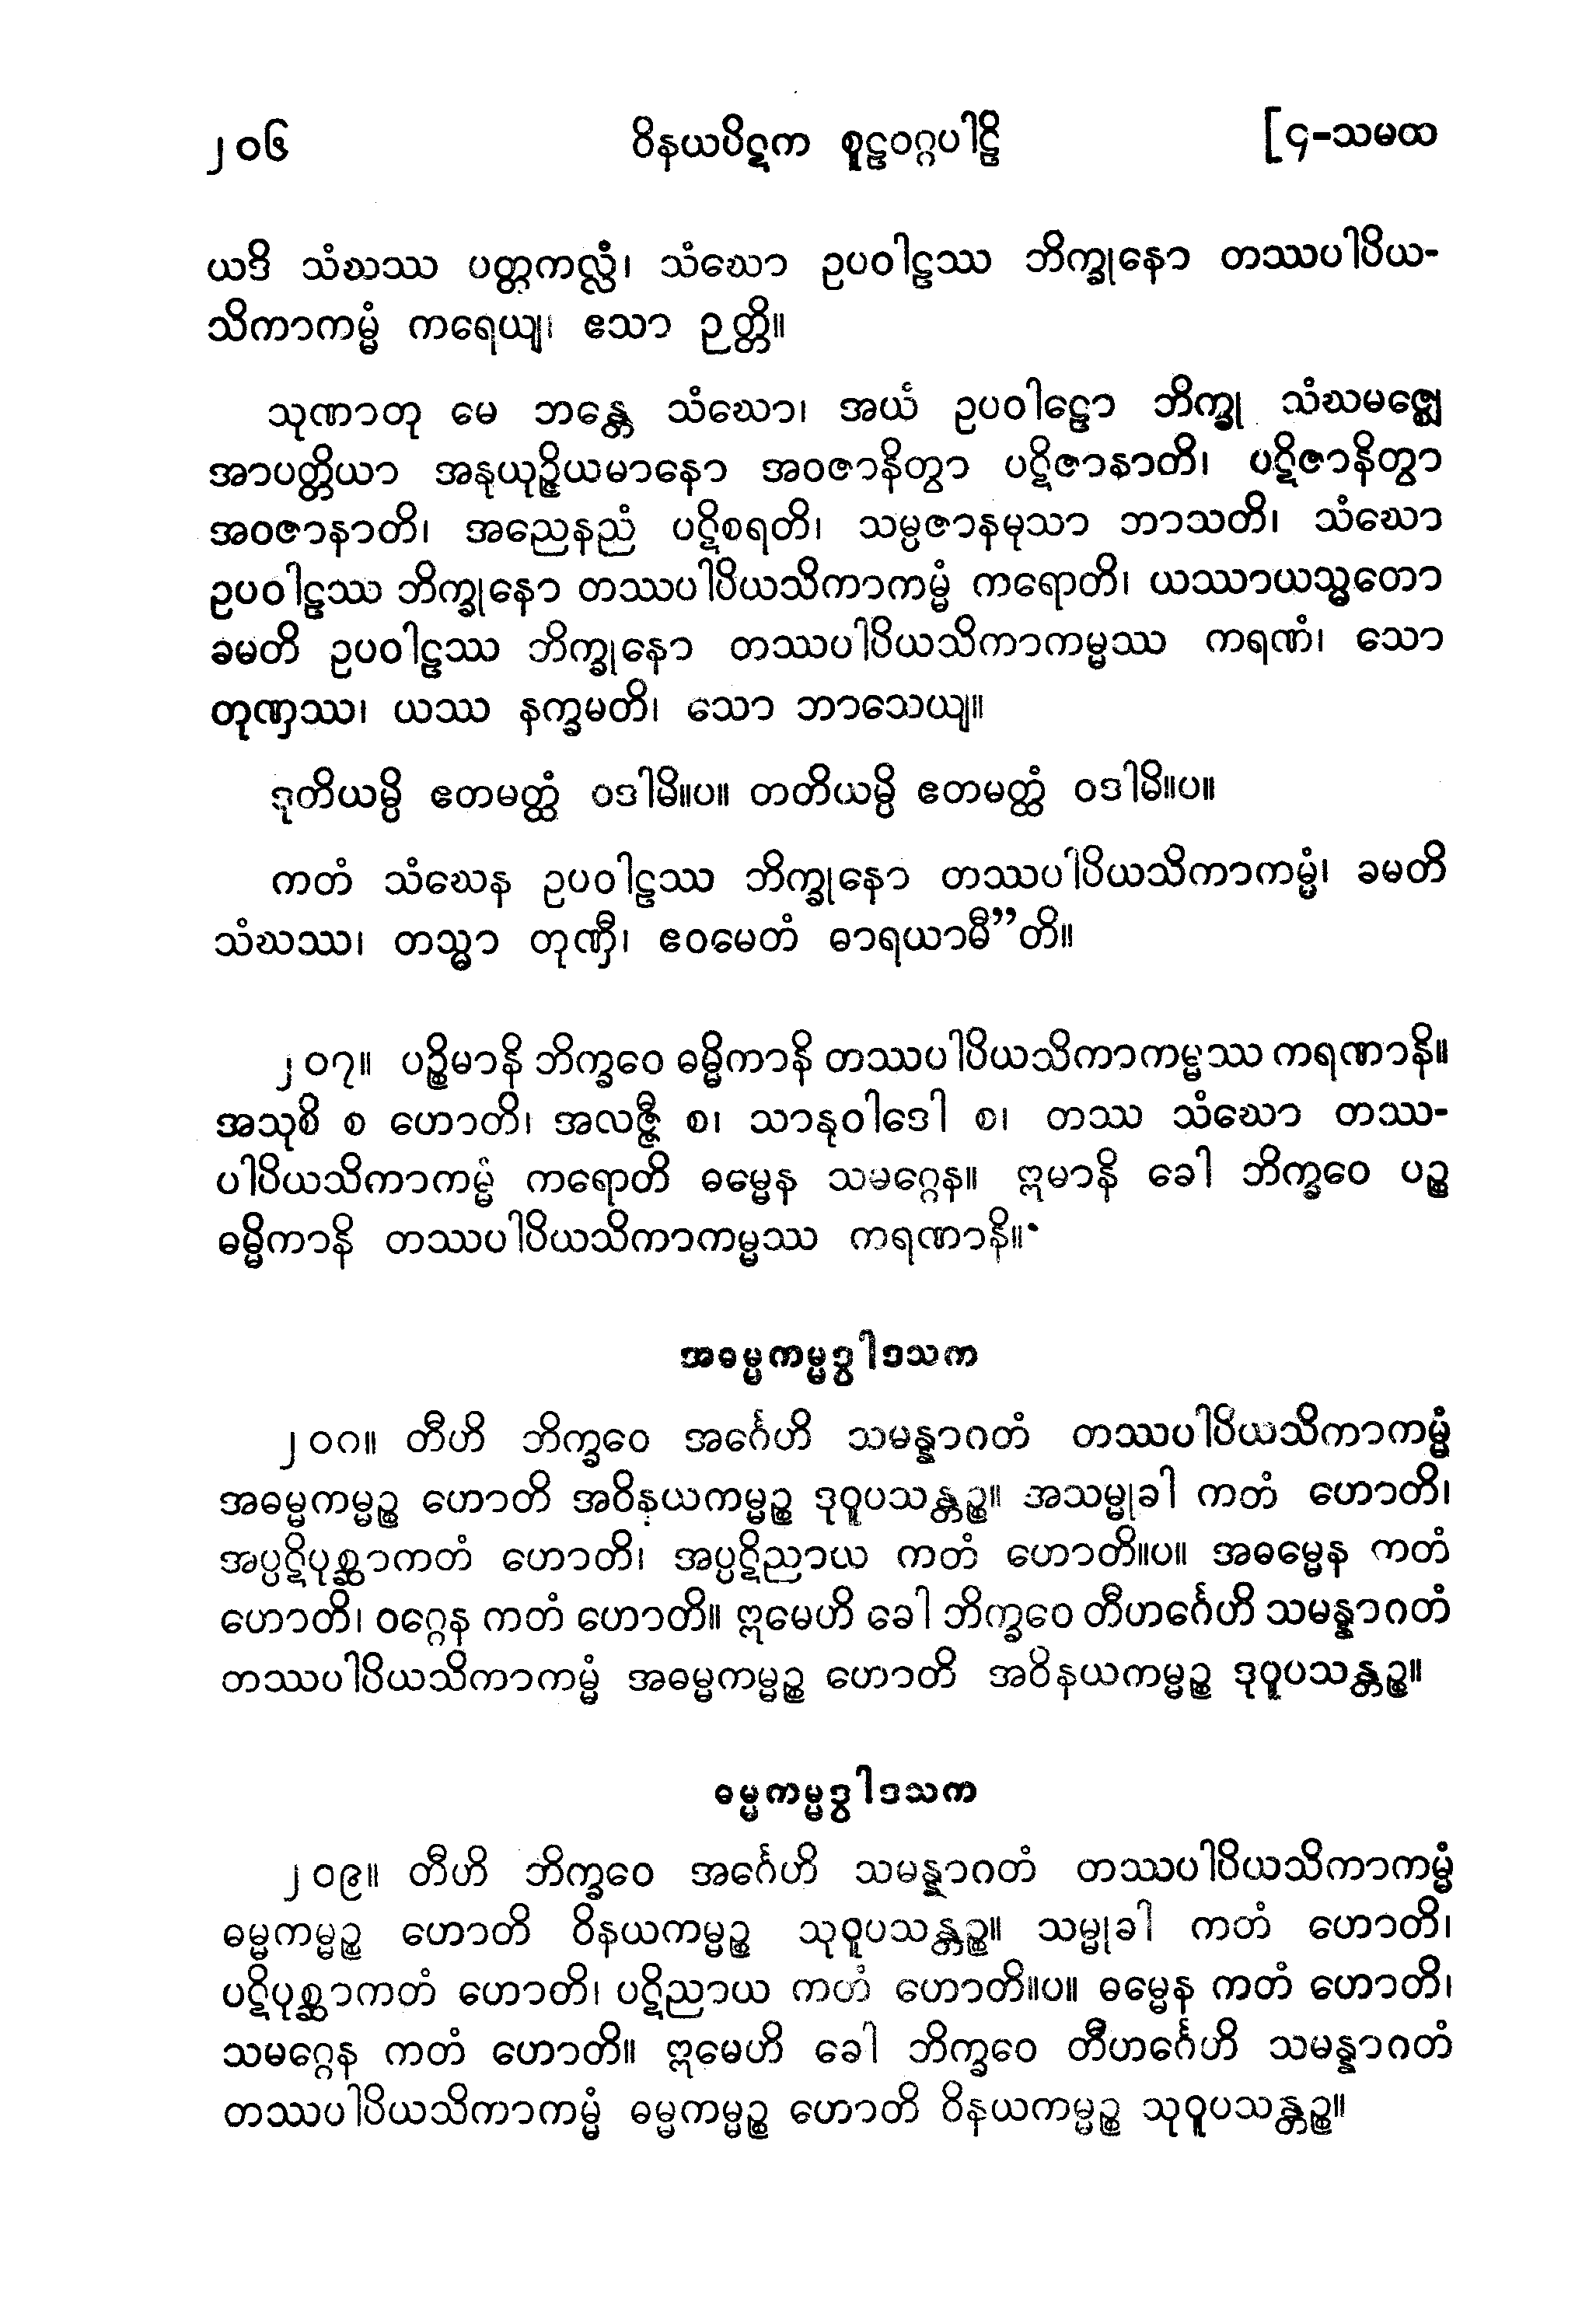 ၂၀၆ ဝိနယပိဋက စူဠဝဂ္ဂပါဠိ [၄-သမထ
ယဒိ သံဃဿ ပတ္တကလ္လံ၊ သံဃော ဥပဝါဠဿ ဘိက္ခုနော တဿပါပိယ-
သိကာကမ္မံ ကရေယျ၊ ဧသာ ဉတ္တိ။
သုဏာတု မေ ဘန္တေ သံဃော၊ အယံ ဥပဝါဠော ဘိက္ခု သံဃမဇ္ဈေ
အာပတ္တိယာ အနုယုဉ္ဇိယမာနော အဝဇာနိတွာ ပဋိဇာနာတိ၊ ပဋိဇာနိတွာ
အဝဇာနာတိ၊ အညေနညံ ပဋိစရတိ၊ သမ္ပဇာနမုသာ ဘာသတိ၊ သံဃော
ဥပဝါဠဿ ဘိက္ခုနော တဿပါပိယသိကာကမ္မံ ကရောတိ၊ ယဿာယသ္မတော
ခမတိ ဥပဝါဠဿ ဘိက္ခုနော တဿပါပိယသိကာကမ္မဿ ကရဏံ၊ သော
တုဏှဿ၊ ယဿ နက္ခမတိ၊ သော ဘာသေယျ။
ဒုတိယမ္ပိ ဧတမတ္ထံ ဝဒါမိ။ပ။ တတိယမ္ပိ ဧတမတ္ထံ ဝဒါမိ။ပ။
ကတံ သံဃေန ဥပဝါဠဿ ဘိက္ခုနော တဿပါပိယသိကာကမ္မံ၊ ခမတိ
သံဃဿ၊ တသ္မာ တုဏှီ၊ ဧဝမေတံ ဓာရယာမီ”တိ။
၂၀၇။ ပဉ္စိမာနိ ဘိက္ခဝေ ဓမ္မိကာနိ တဿပါပိယသိကာကမ္မဿ ကရဏာနိ။
အသုစိ စ ဟောတိ၊ အလဇ္ဇီ စ၊ သာနုဝါဒေါ စ၊ တဿ သံဃော တဿ-
ပါပိယသိကာကမ္မံ ကရောတိ ဓမ္မေန သမဂ္ဂေန။ ဣမာနိ ခေါ ဘိက္ခဝေ ပဉ္စ
ဓမ္မိကာနိ တဿပါပိယသိကာကမ္မဿ ကရဏာနိ။
အဓမ္မကမ္မဒွါဒသက
၂၀၈။ တီဟိ ဘိက္ခဝေ အင်္ဂေဟိ သမန္နာဂတံ တဿပါပိယသိကာကမ္မံ
အဓမ္မကမ္မဉ္စ ဟောတိ အဝိနယကမ္မဉ္စ ဒုဝူပသန္တဉ္စ။ အသမ္မုခါ ကတံ ဟောတိ၊
အပ္ပဋိပုစ္ဆာကတံ ဟောတိ၊ အပ္ပဋိညာယ ကတံ ဟောတိ။ပ။ အဓမ္မေန ကတံ
ဟောတိ၊ ဝဂ္ဂေန ကတံ ဟောတိ။ ဣမေဟိ ခေါ ဘိက္ခဝေ တီဟင်္ဂေဟိ သမန္နာဂတံ
တဿပါပိယသိကာကမ္မံ အဓမ္မကမ္မဉ္စ ဟောတိ အဝိနယကမ္မဉ္စ ဒုဝူပသန္တဉ္စ။
ဓမ္မကမ္မဒွါဒသက
၂၀၉။ တီဟိ ဘိက္ခဝေ အင်္ဂေဟိ သမန္နာဂတံ တဿပါပိယသိကာကမ္မံ
ဓမ္မကမ္မဉ္စ ဟောတိ ဝိနယကမ္မဉ္စ သုဝူပသန္တဉ္စ။ သမ္မုခါ ကတံ ဟောတိ၊
ပဋိပုစ္ဆာကတံ ဟောတိ၊ ပဋိညာယ ကတံ ဟောတိ။ပ။ ဓမ္မေန ကတံ ဟောတိ၊
သမဂ္ဂေန ကတံ ဟောတိ။ ဣမေဟိ ခေါ ဘိက္ခဝေ တီဟင်္ဂေဟိ သမန္နာဂတံ
တဿပါပိယသိကာကမ္မံ ဓမ္မကမ္မဉ္စ ဟောတိ ဝိနယကမ္မဉ္စ သုဝူပသန္တဉ္စ။